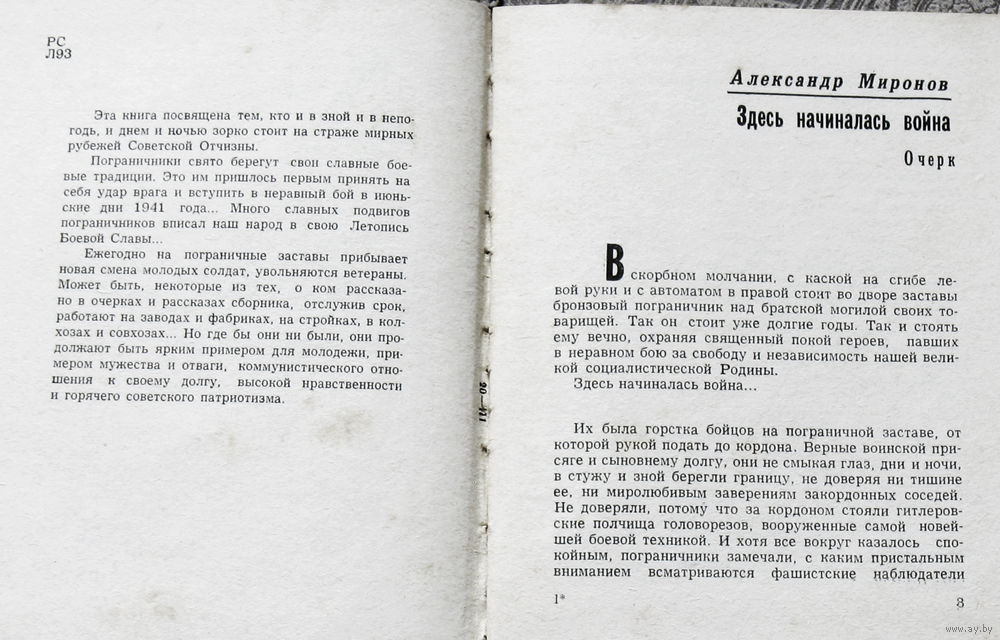 РС
Л93
Эта книга посвящена тем, кто и в зной и в непо-
годь, и днем и ночью зорко стоит на страже мирных
рубежей Советской Отчизны.
Пограничники свято берегут свои славные бое-
вые традиции. Это им пришлось первым принять на
себя удар врага и вступить в неравный бой в июнь-
ские дни 1941 года... Много славных подвигов
пограничников вписал наш народ в свою Летопись
Боевой Славы...
Ежегодно на пограничные заставы прибывает
новая смена молодых солдат, увольняются ветераны.
Может быть, некоторые из тех, о ком рассказа-
но в очерках и рассказах сборника, отслужив срок,
работают на заводах и фабриках, на стройках, в кол-
хозах и совхозах... Но где бы они ни были, они про-
должают быть ярким примером для молодежи, при-
мером мужества и отваги, коммунистического отно-
шения к своему долгу, высокой нравственности
и горячего советского патриотизма.
Александр Миронов
Здесь начиналась война
Очерк
В скорбном молчании, с каской на сгибе ле-
вой руки и с автоматом в правой стоит во дворе заставы
бронзовый пограничник над братской могилой своих то-
варищей. Так он стоит уже долгие годы. Так и стоять
ему вечно, охраняя священный покой героев, павших
в неравном бою за свободу и независимость нашей вели-
кой социалистической Родины.
Здесь начиналась война...
Их была горстка бойцов на пограничной заставе, от
которой рукой подать до кордона. Верные воинской при-
сяге и сыновнему долгу, они не смыкая глаз, дни и ночи,
в стужу и зной берегли границу, не доверяя ни тишине
ее, ни миролюбивым заверениям закордонных соседей.
Не доверяли, потому что за кордоном стояли гитлеров-
ские полчища головорезов, вооруженные самой новей-
шей боевой техникой. И хотя все вокруг казалось спо-
койным, пограничники замечали, с каким пристальным
вниманием всматриваются фашистские наблюдатели
1*
3
www.ay.by